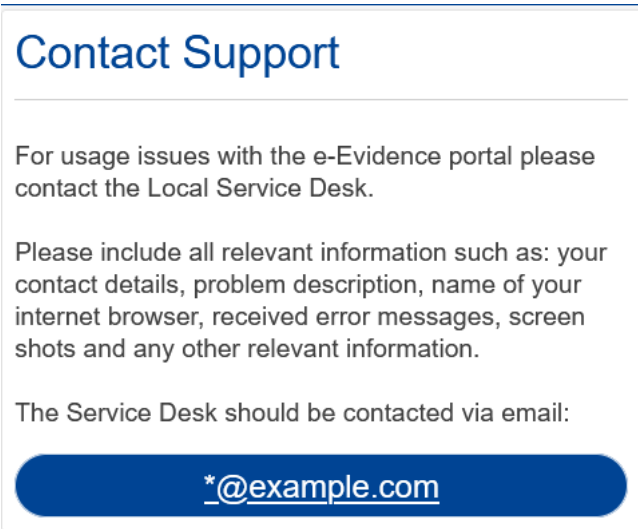 Contact Support
For usage issues with the e-Evidence portal please
contact the Local Service Desk.
Please include all relevant information such as: your
contact details, problem description, name of your
internet browser, received error messages, screen
shots and any other relevant information.
The Service Desk should be contacted via email:
*@example.com